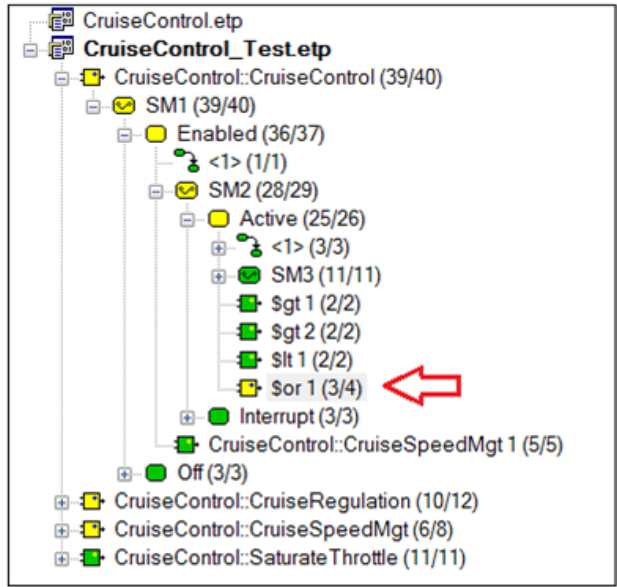 CruiseControl.etp
CruiseControl_Test.etp
CruiseControl::CruiseControl (39/40)
SM1 (39/40)
Enabled (36/37)
<1> (1/1)
SM2 (28/29)
Active (25/26)
<1> (3/3)
SM3 (11/11)
$gt 1 (2/2)
$gt 2 (2/2)
$lt 1 (2/2)
$or 1 (3/4)
Interrupt (3/3)
CruiseControl::CruiseSpeedMgt 1 (5/5)
Off (3/3)
CruiseControl::CruiseRegulation (10/12)
CruiseControl::CruiseSpeedMgt (6/8)
CruiseControl::SaturateThrottle (11/11)